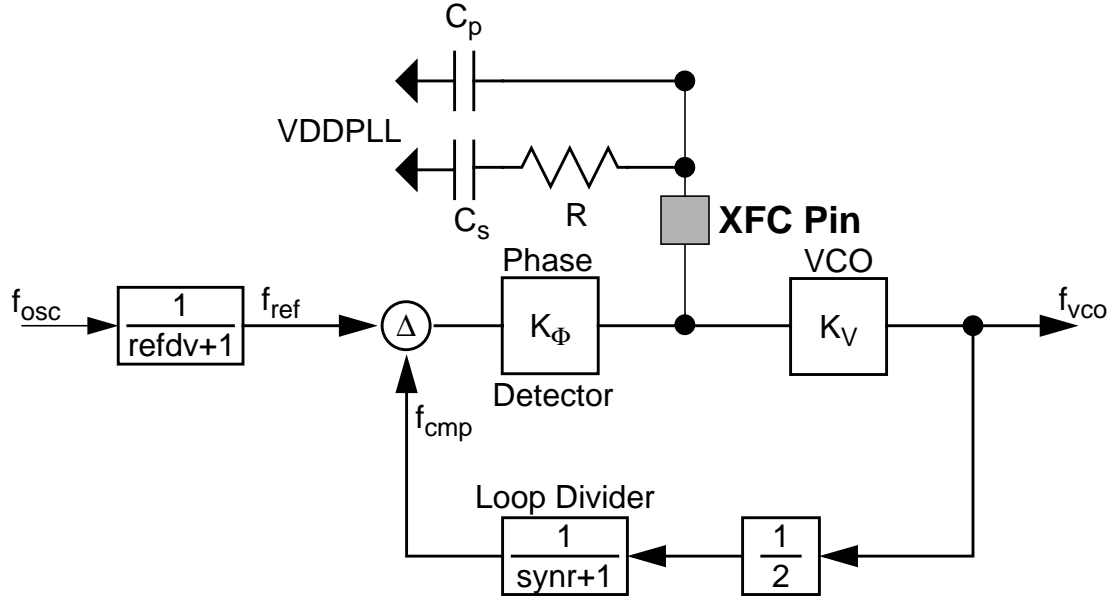 Cp
VDDPLL
Cs
R
XFC Pin
Phase
VCO
fosc
1
refdv+1
fref
Δ
KΦ
KV
fvco
Detector
fcmp
Loop Divider
1
synr+1
1
2